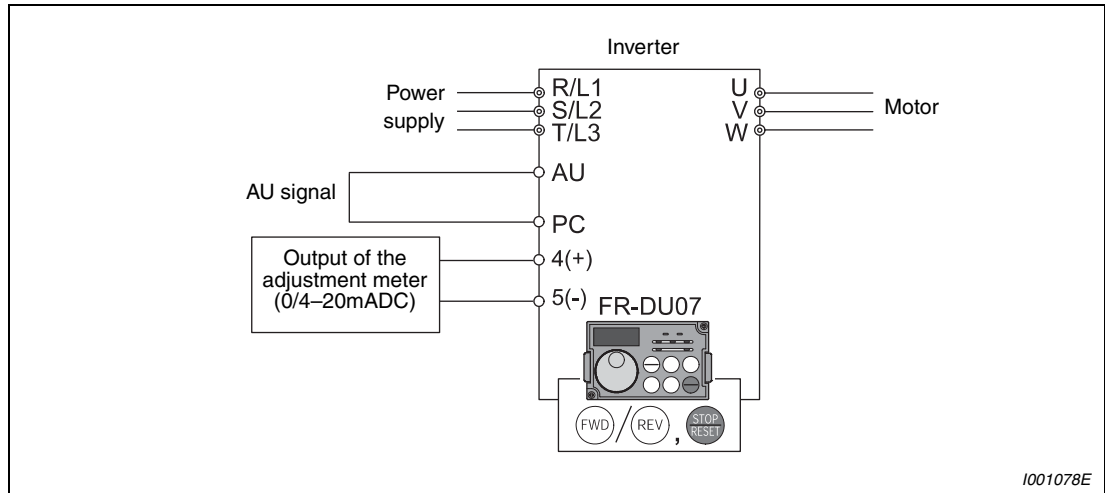 Inverter
Power
supply
R/L1
S/L2
T/L3
U
V
W
Motor
AU signal
AU
PC
Output of the
adjustment meter
(0/4–20mADC)
4(+)
5(-)
FR-DU07
FWD / REV , STOP
RESET
I001078E